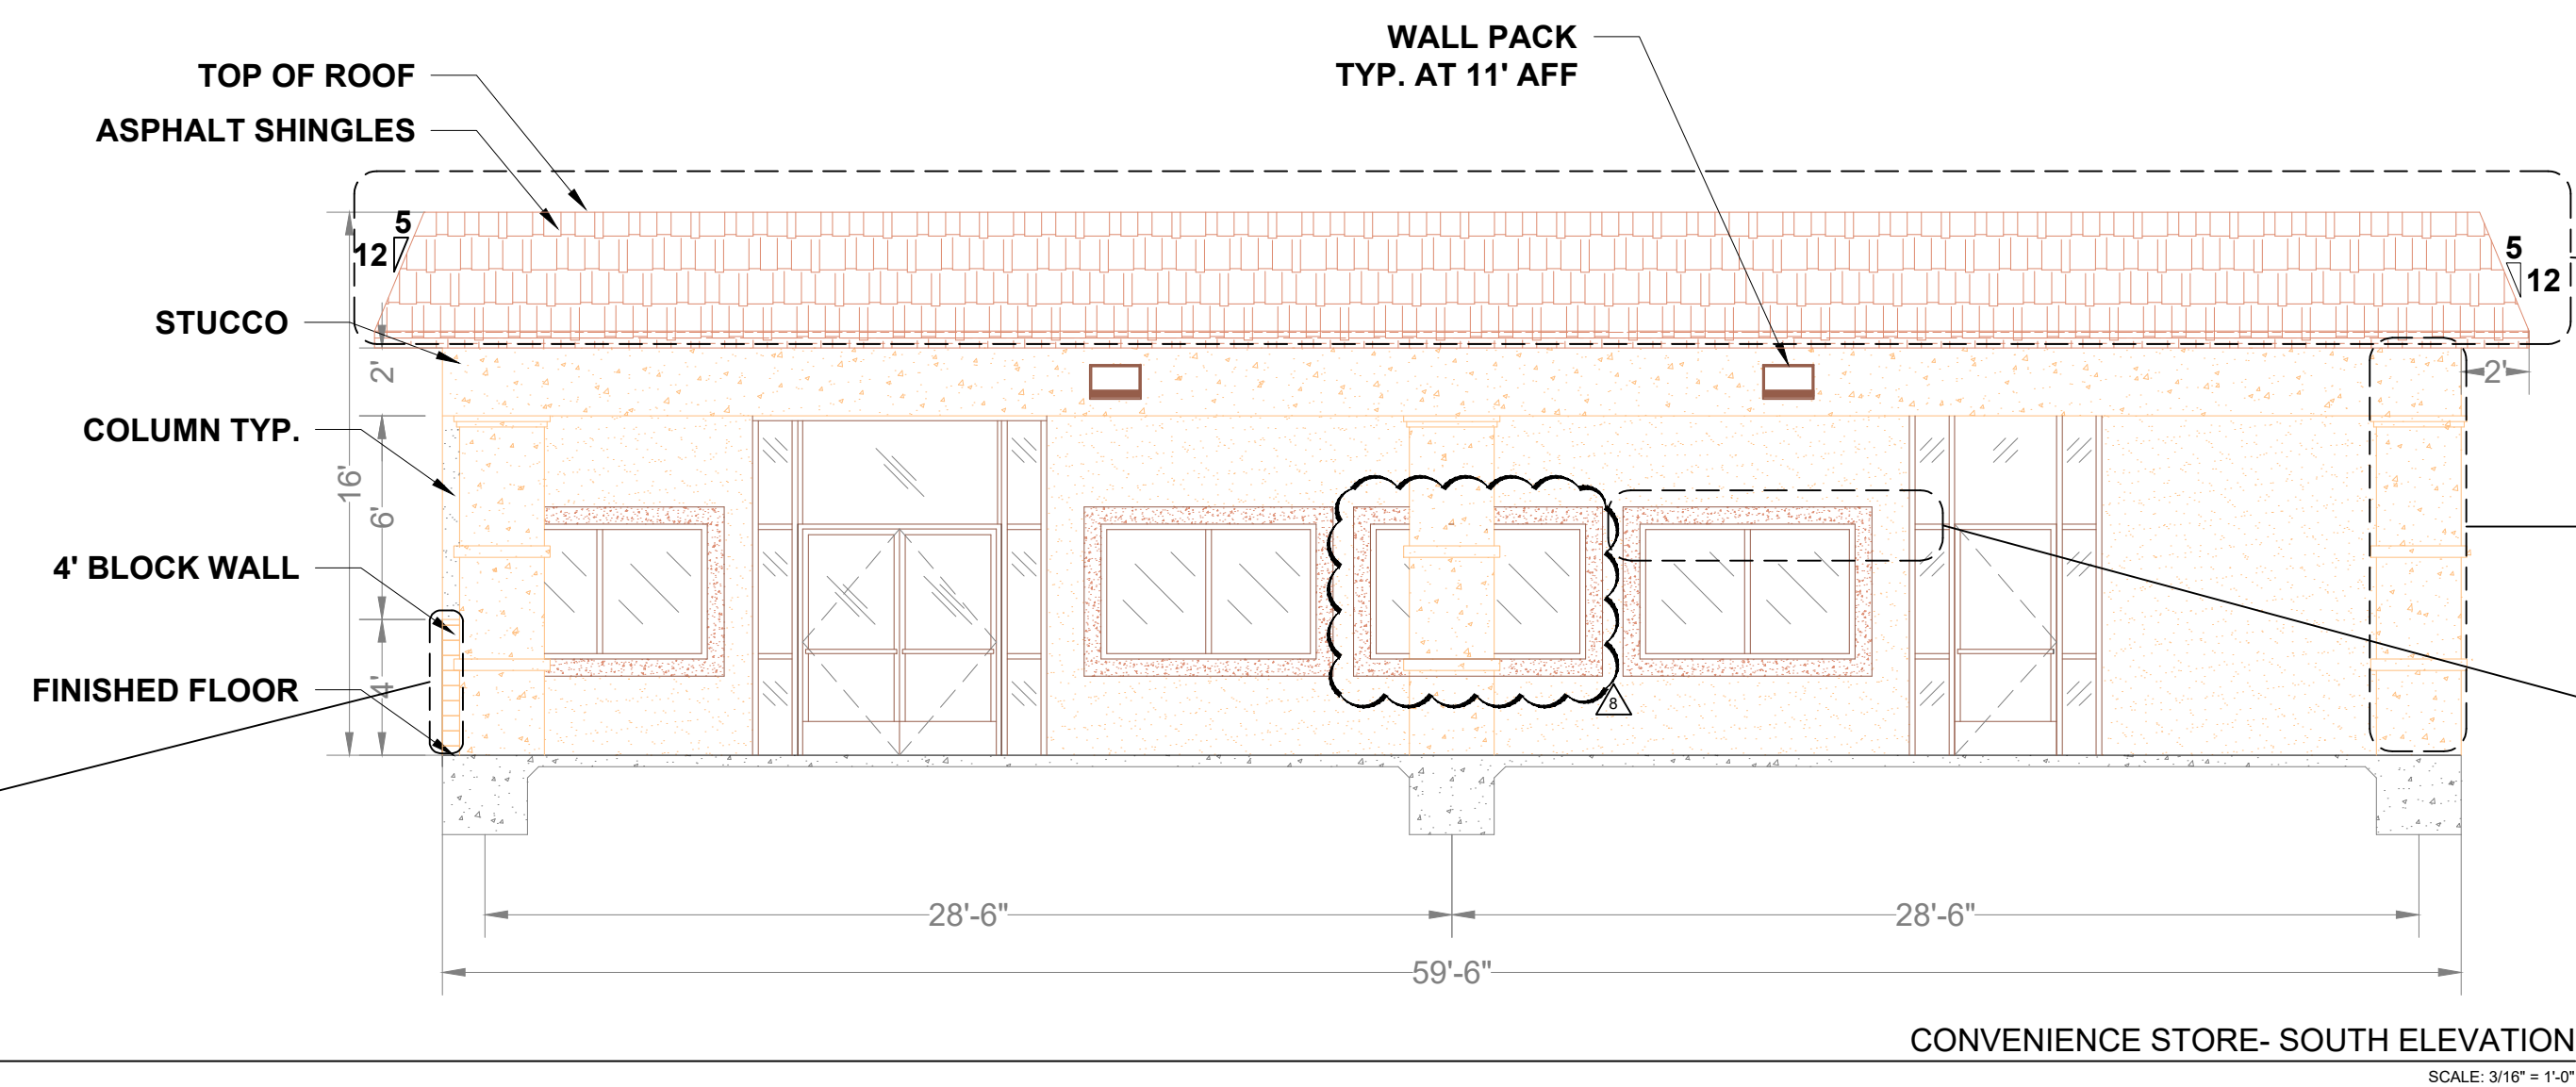 WALL PACK
TYP. AT 11' AFF
TOP OF ROOF
ASPHALT SHINGLES
5
12
5
12
STUCCO
2'
2'
COLUMN TYP.
16'
6'
4' BLOCK WALL
4'
FINISHED FLOOR
8
28'-6"
28'-6"
59'-6"
CONVENIENCE STORE- SOUTH ELEVATION
SCALE: 3/16" = 1'-0"